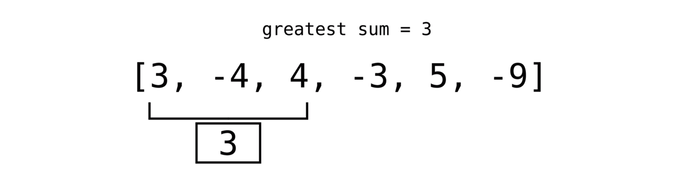 greatest sum = 3
[3, -4, 4, -3, 5, -9]
3